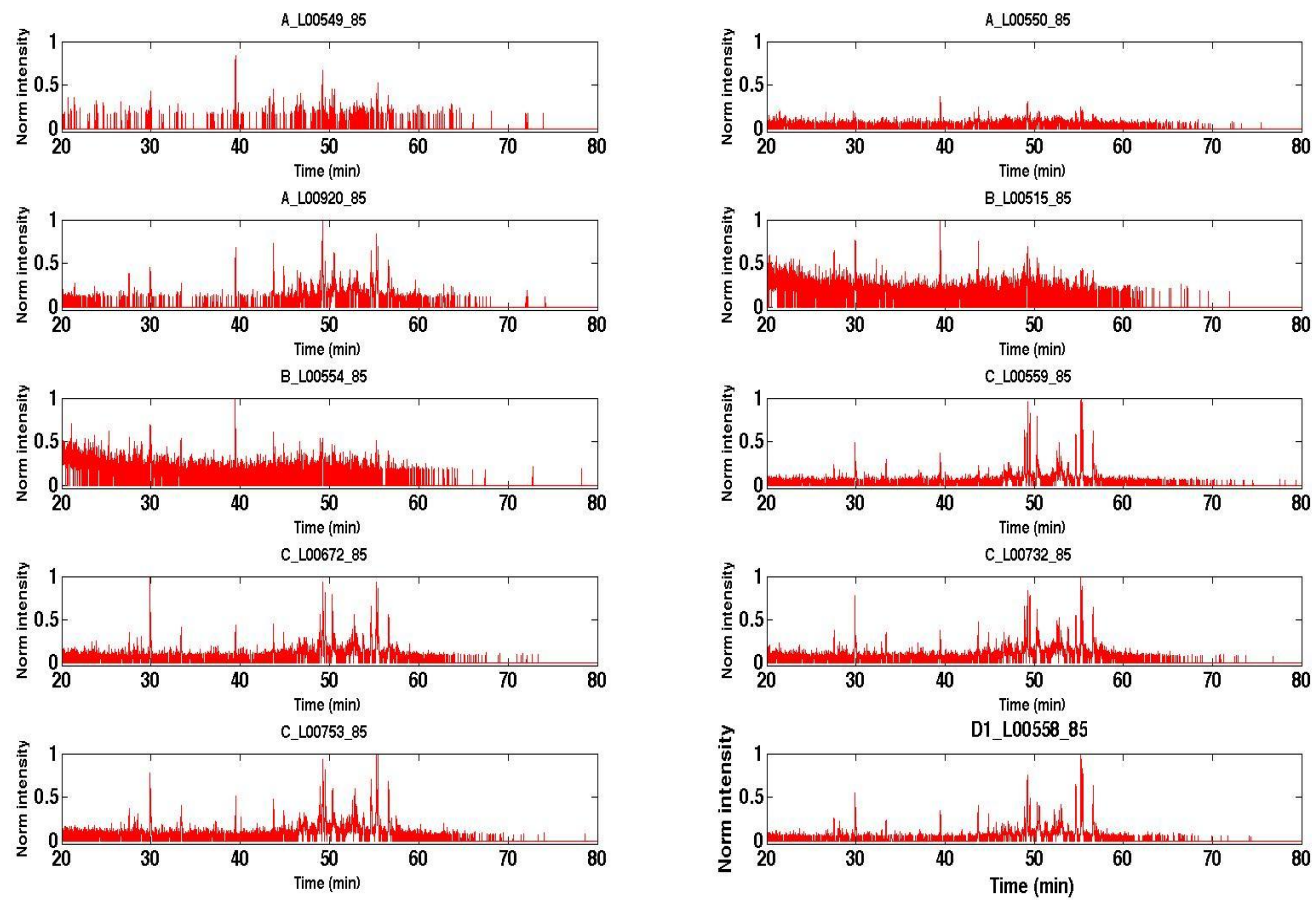 A_L00549_85
Norm intensity
1
0.5
0
20 30 40 50 60 70 80
Time (min)
A_L00550_85
Norm intensity
1
0.5
0
20 30 40 50 60 70 80
Time (min)
A_L00920_85
Norm intensity
1
0.5
0
20 30 40 50 60 70 80
Time (min)
B_L00515_85
Norm intensity
1
0.5
0
20 30 40 50 60 70 80
Time (min)
B_L00554_85
Norm intensity
1
0.5
0
20 30 40 50 60 70 80
Time (min)
C_L00559_85
Norm intensity
1
0.5
0
20 30 40 50 60 70 80
Time (min)
C_L00672_85
Norm intensity
1
0.5
0
20 30 40 50 60 70 80
Time (min)
C_L00732_85
Norm intensity
1
0.5
0
20 30 40 50 60 70 80
Time (min)
C_L00753_85
Norm intensity
1
0.5
0
20 30 40 50 60 70 80
Time (min)
D1_L00558_85
Norm intensity
1
0.5
0
20 30 40 50 60 70 80
Time (min)